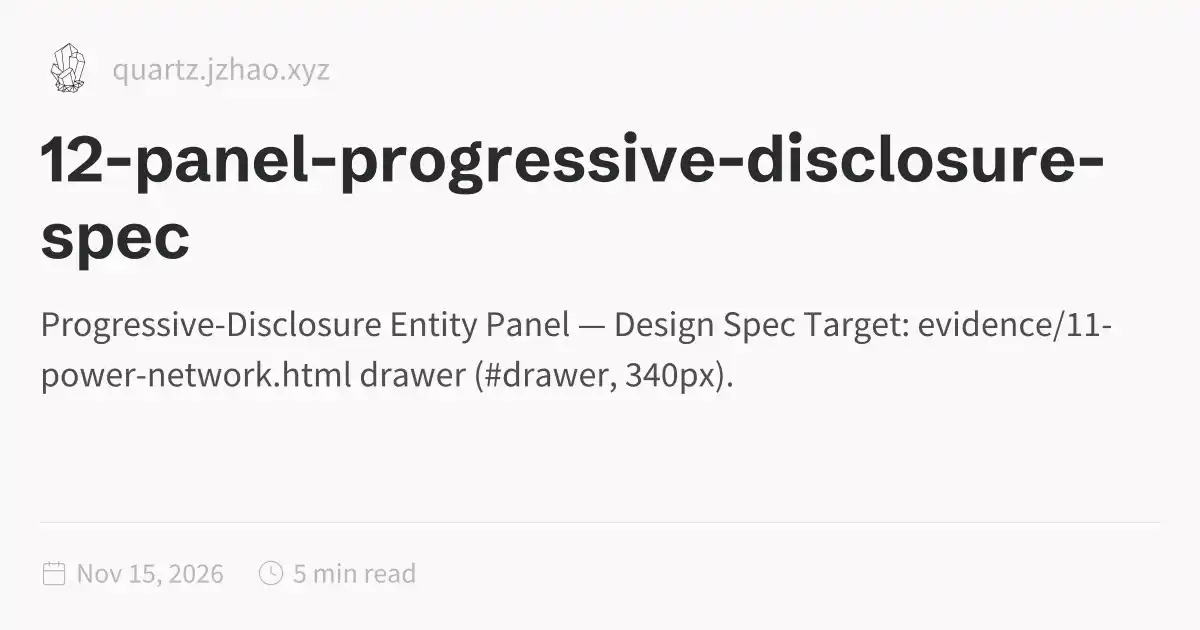 quartz.jzhao.xyz
12-panel-progressive-disclosure-
spec
Progressive-Disclosure Entity Panel — Design Spec Target: evidence/11-
power-network.html drawer (#drawer, 340px).
Nov 15, 2026 5 min read